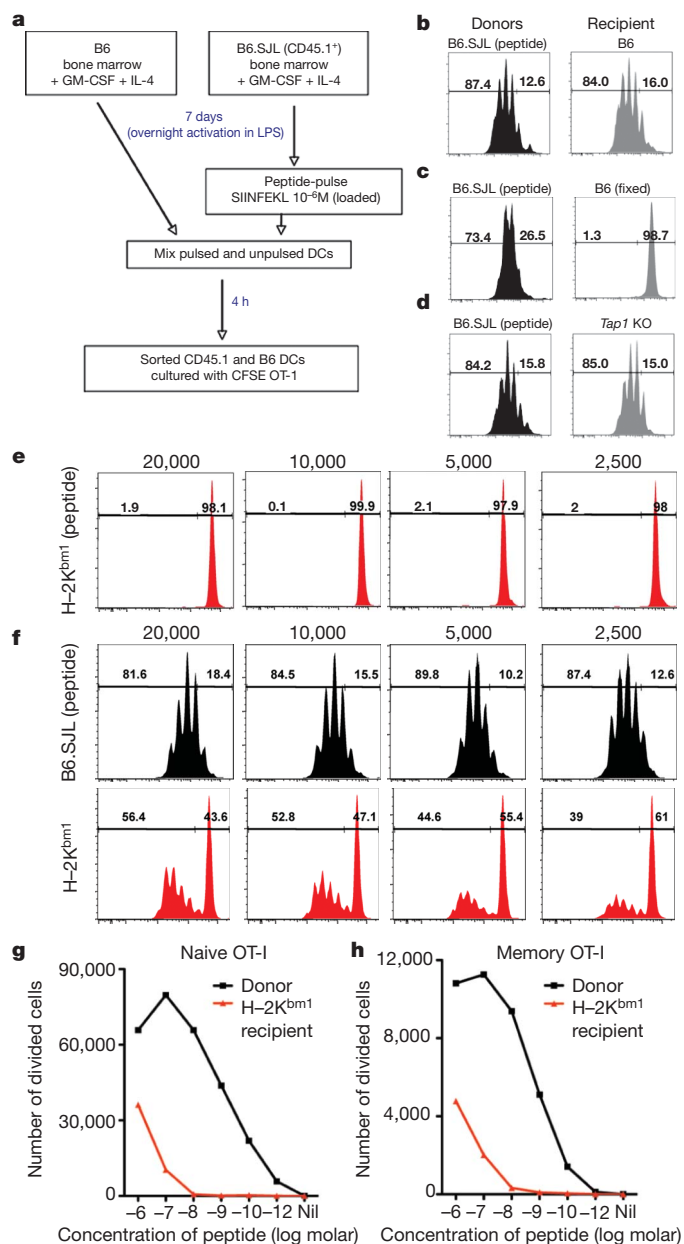 a
B6
bone marrow
+ GM-CSF + IL-4
B6.SJL (CD45.1⁺)
bone marrow
+ GM-CSF + IL-4
7 days
(overnight activation in LPS)
Peptide-pulse
SIINFEKL 10⁻⁶M (loaded)
Mix pulsed and unpulsed DCs
4 h
Sorted CD45.1 and B6 DCs
cultured with CFSE OT-1
b
Donors
Recipient
B6.SJL (peptide)
B6
87.4 12.6
84.0 16.0
c
B6.SJL (peptide)
B6 (fixed)
73.4 26.5
1.3 98.7
d
B6.SJL (peptide)
Tap1 KO
84.2 15.8
85.0 15.0
e
20,000 10,000 5,000 2,500
H–2Kᵇᵐ¹ (peptide)
1.9 98.1
0.1 99.9
2.1 97.9
2 98
f
20,000 10,000 5,000 2,500
B6.SJL (peptide)
81.6 18.4
84.5 15.5
89.8 10.2
87.4 12.6
H–2Kᵇᵐ¹
56.4 43.6
52.8 47.1
44.6 55.4
39 61
g
Naive OT-I
Number of divided cells
90,000
60,000
30,000
0
Donor
H–2Kᵇᵐ¹
recipient
–6 –7 –8 –9 –10 –12 Nil
Concentration of peptide (log molar)
h
Memory OT-I
Number of divided cells
12,000
8,000
4,000
0
Donor
H–2Kᵇᵐ¹
recipient
–6 –7 –8 –9 –10 –12 Nil
Concentration of peptide (log molar)